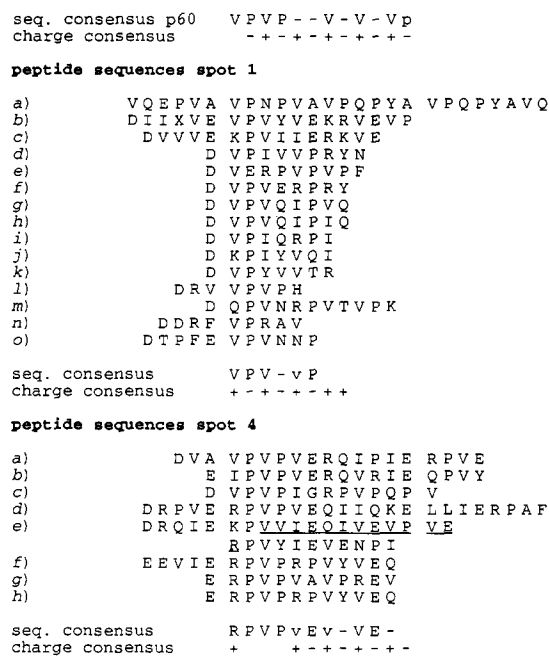 seq. consensus p60 V P V P - - V - V - V p
charge consensus - + - + - + - + - + -
peptide sequences spot 1
a) V Q E P V A V P N P V A V P Q P Y A V P Q P Y A V Q
b) D I I X V E V P V Y V E K R V E V P
c) D V V V E K P V I I E R K V E
d) D V P I V V P R Y N
e) D V E R P V P V P F
f) D V P V E R P R Y
g) D V P V Q I P V Q
h) D V P V Q I P I Q
i) D V P I Q R P I
j) D K P I Y V Q I
k) D V P Y V V T R
l) D R V V P V P H
m) D Q P V N R P V T V P K
n) D D R F V P R A V
o) D T P F E V P V N N P
seq. consensus V P V - v P
charge consensus + - + - + - + +
peptide sequences spot 4
a) D V A V P V P V E R Q I P I E R P V E
b) E I P V P V E R Q V R I E Q P V Y
c) D V P V P I G R P V P Q P V
d) D R P V E R P V P V E Q I I Q K E L L I E R P A F
e) D R Q I E K P V V I E Q I V E V P V E
R P V Y I E V E N P I
f) E E V I E R P V P R P V Y V E Q
g) E R P V P V A V P R E V
h) E R P V P R P V Y V E Q
seq. consensus R P V P v E v - V E -
charge consensus + + - + - + - + -